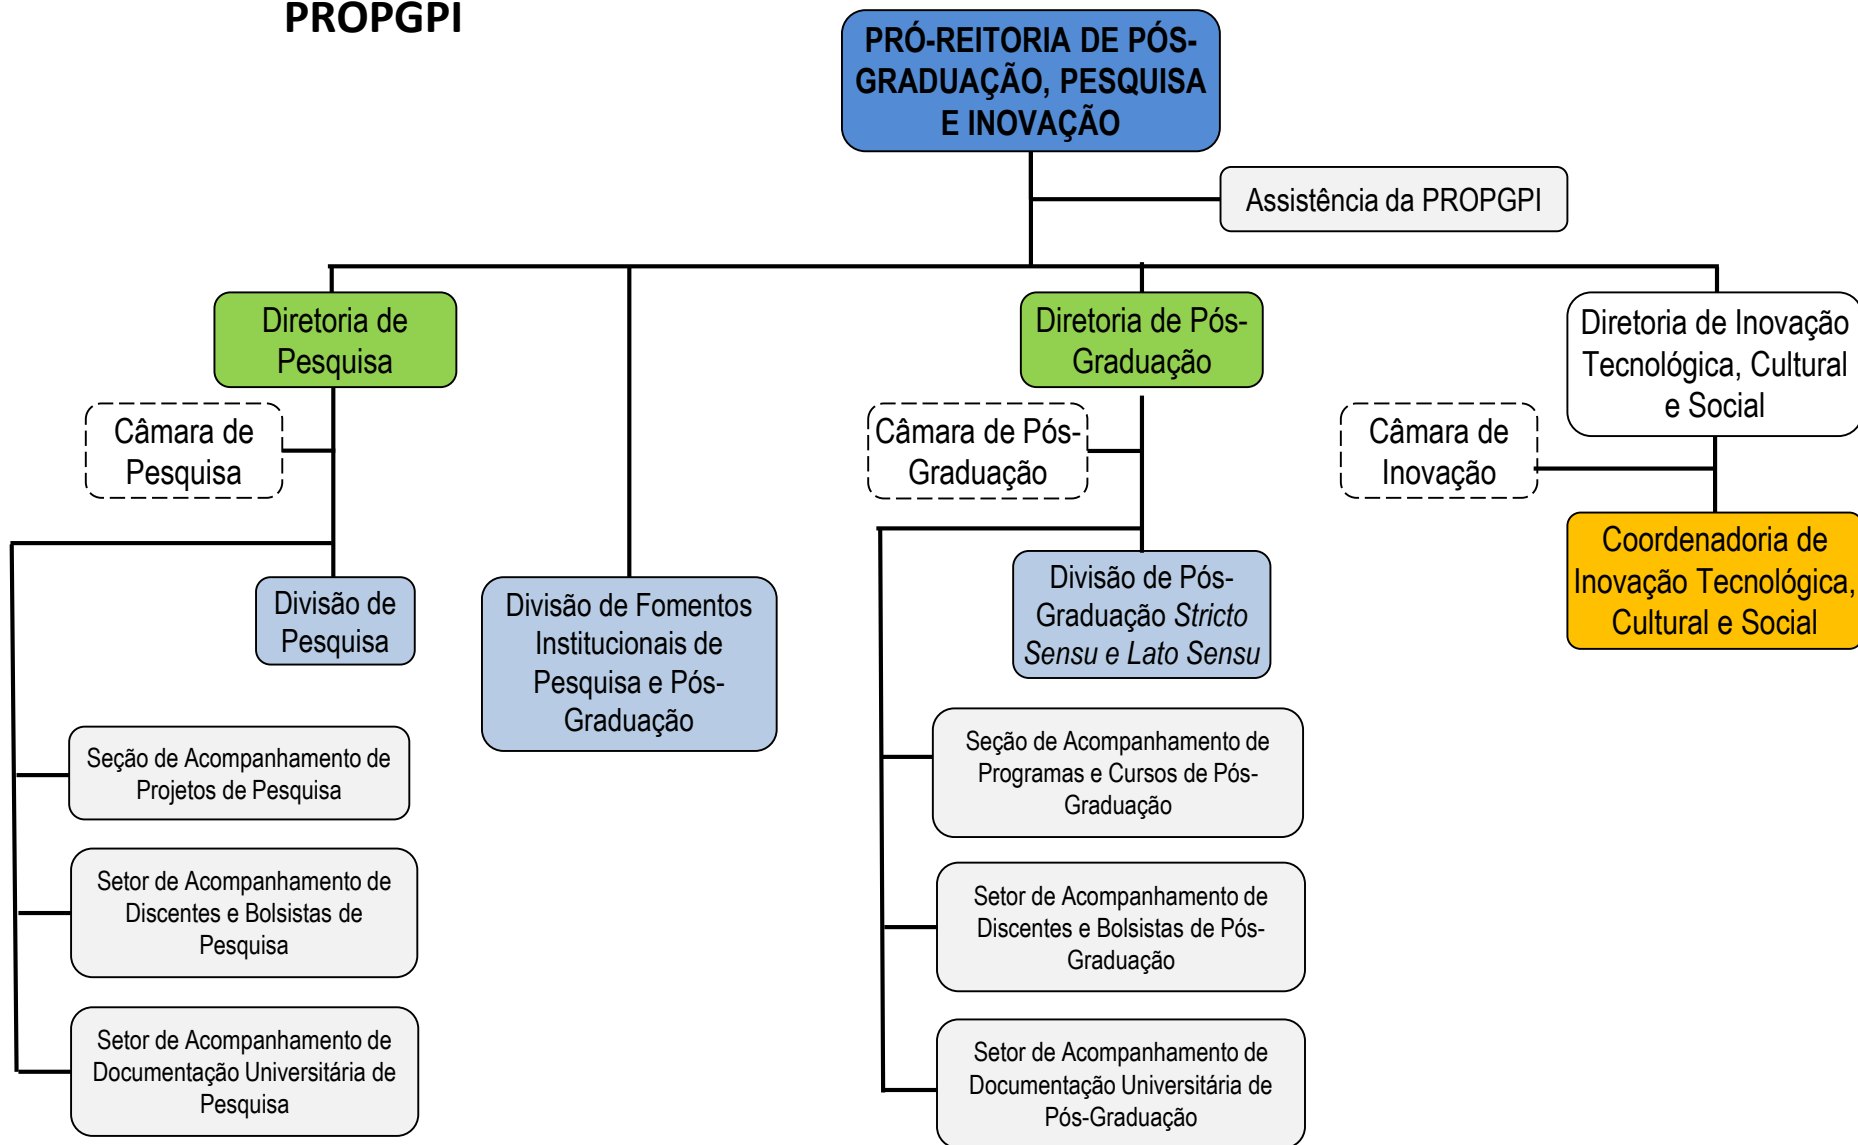 PROPGPI
PRÓ-REITORIA DE PÓS-
GRADUAÇÃO, PESQUISA
E INOVAÇÃO
Assistência da PROPGPI
Diretoria de
Pesquisa
Diretoria de Pós-
Graduação
Diretoria de Inovação
Tecnológica, Cultural
e Social
Câmara de
Pesquisa
Câmara de Pós-
Graduação
Câmara de
Inovação
Divisão de
Pesquisa
Divisão de Fomentos
Institucionais de
Pesquisa e Pós-
Graduação
Divisão de Pós-
Graduação Stricto
Sensu e Lato Sensu
Coordenadoria de
Inovação Tecnológica,
Cultural e Social
Seção de Acompanhamento de
Projetos de Pesquisa
Seção de Acompanhamento de
Programas e Cursos de Pós-
Graduação
Setor de Acompanhamento de
Discentes e Bolsistas de
Pesquisa
Setor de Acompanhamento de
Discentes e Bolsistas de Pós-
Graduação
Setor de Acompanhamento de
Documentação Universitária de
Pesquisa
Setor de Acompanhamento de
Documentação Universitária de
Pós-Graduação